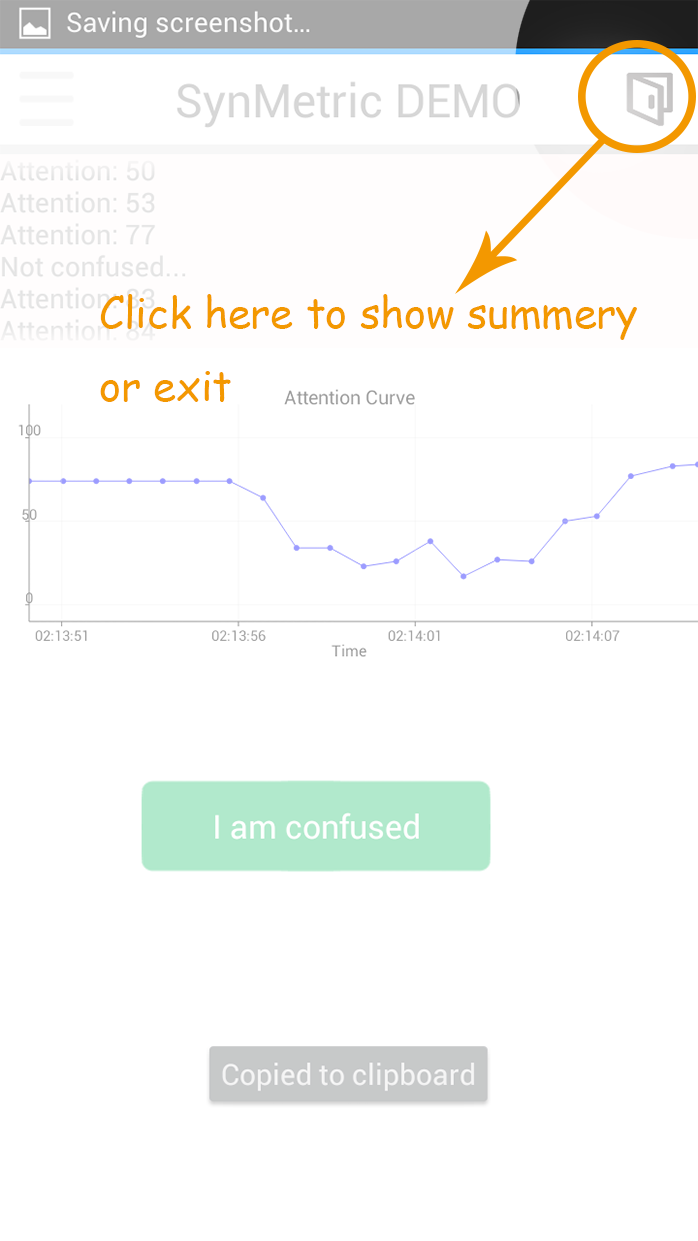 Saving screenshot...
SynMetric DEMO
Attention: 50
Attention: 53
Attention: 77
Not confused...
Attention: 83
Attention: 84
Click here to show summery
or exit
Attention Curve
100
50
0
02:13:51 02:13:56 02:14:01 02:14:07
Time
I am confused
Copied to clipboard